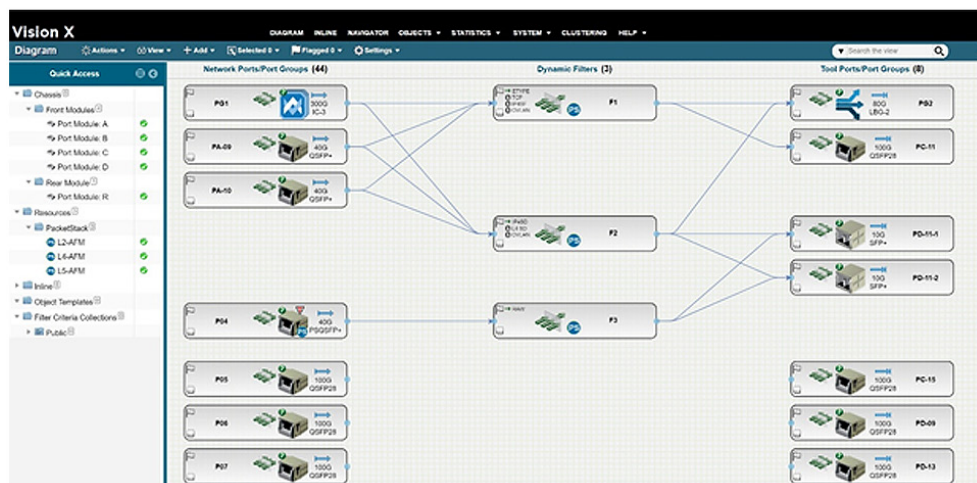 Vision X
DIAGRAM INLINE NAVIGATOR OBJECTS STATISTICS SYSTEM CLUSTERING HELP
Diagram Actions View Add Selected 0 Flagged 0 Settings Search the view
Quick Access
Network Ports/Port Groups (44) Dynamic Filters (3) Tool Ports/Port Groups (8)
Chassis
Front Modules
Port Module: A
Port Module: B
Port Module: C
Port Module: D
Rear Module
Port Module: R
Resources
PacketStack
L2-AFM
L4-AFM
L5-AFM
Inline
Object Templates
Filter Criteria Collections
Public
PG1 300G IC-3
PA-09 40G QSFP+
PA-10 40G QSFP+
P04 PS 40G PSQSFP+
P05 100G QSFP28
P06 100G QSFP28
P07 100G QSFP28
ETYPE
TCP
PS F1
PS F2
PS F3
80G LBG-2 PG2
100G QSFP28 PC-11
10G SFP+ PD-11-1
10G SFP+ PD-11-2
100G QSFP28 PC-15
100G QSFP28 PD-09
100G QSFP28 PD-13